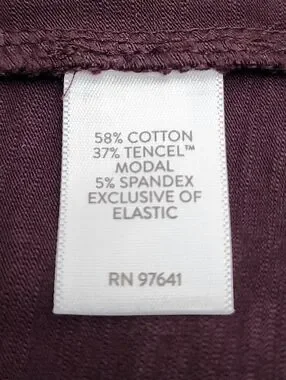 58% COTTON
37% TENCEL™
MODAL
5% SPANDEX
EXCLUSIVE OF
ELASTIC
RN 97641